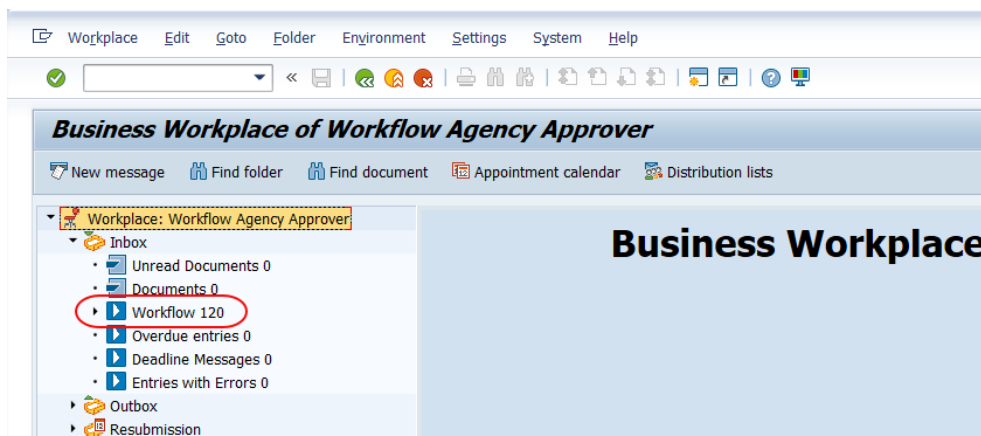 Workplace Edit Goto Folder Environment Settings System Help
Business Workplace of Workflow Agency Approver
New message Find folder Find document 12 Appointment calendar Distribution lists
Workplace: Workflow Agency Approver
Inbox
Unread Documents 0
Documents 0
Workflow 120
Overdue entries 0
Deadline Messages 0
Entries with Errors 0
Outbox
Resubmission
Business Workplace